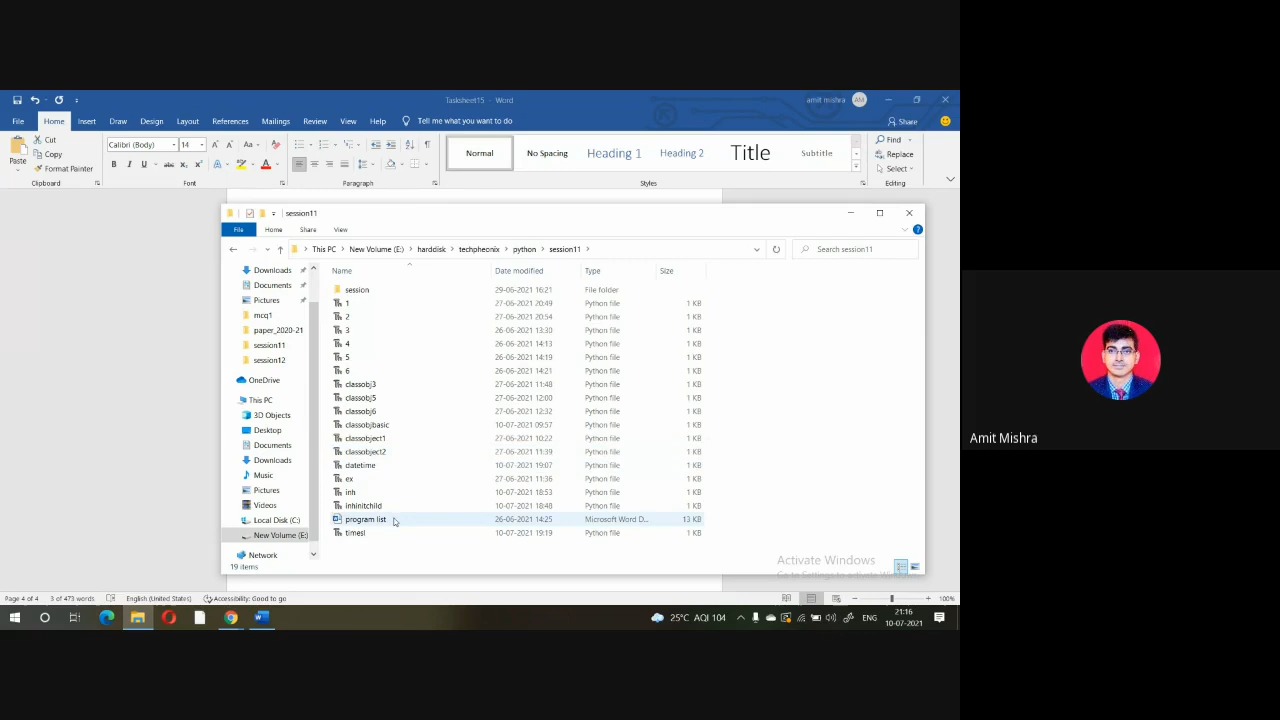 Tasksheet15 - Word
amit mishra AM
File Home Insert Draw Design Layout References Mailings Review View Help Tell me what you want to do Share
Paste Cut Copy Format Painter
Calibri (Body) 14
Normal No Spacing Heading 1 Heading 2 Title Subtitle
Find Replace Select
Clipboard Font Paragraph Styles Editing
session11
File Home Share View
This PC New Volume (E:) harddisk techpheonix python session11 Search session11
Name Date modified Type Size
Downloads
Documents
Pictures
mcq1
paper_2020-21
session11
session12
OneDrive
This PC
3D Objects
Desktop
Documents
Downloads
Music
Pictures
Videos
Local Disk (C:)
New Volume (E:)
Network
session 29-06-2021 16:21 File folder
1 27-06-2021 20:49 Python file 1 KB
2 27-06-2021 20:54 Python file 1 KB
3 26-06-2021 13:30 Python file 1 KB
4 26-06-2021 14:13 Python file 1 KB
5 26-06-2021 14:19 Python file 1 KB
6 26-06-2021 14:21 Python file 1 KB
classobj3 27-06-2021 11:48 Python file 1 KB
classobj5 27-06-2021 12:00 Python file 1 KB
classobj6 27-06-2021 12:32 Python file 1 KB
classobjbasic 10-07-2021 09:57 Python file 1 KB
classobject1 27-06-2021 10:22 Python file 1 KB
classobject2 27-06-2021 11:39 Python file 1 KB
datetime 10-07-2021 19:07 Python file 1 KB
ex 27-06-2021 11:36 Python file 1 KB
inh 10-07-2021 18:53 Python file 1 KB
inhinitchild 10-07-2021 18:48 Python file 1 KB
program list 26-06-2021 14:25 Microsoft Word D... 13 KB
timesl 10-07-2021 19:19 Python file 1 KB
19 items
Activate Windows
Go to Settings to activate
Page 4 of 4 3 of 473 words English (United States) Accessibility: Good to go 100%
25°C AQI 104 ENG 21:16
10-07-2021
Amit Mishra